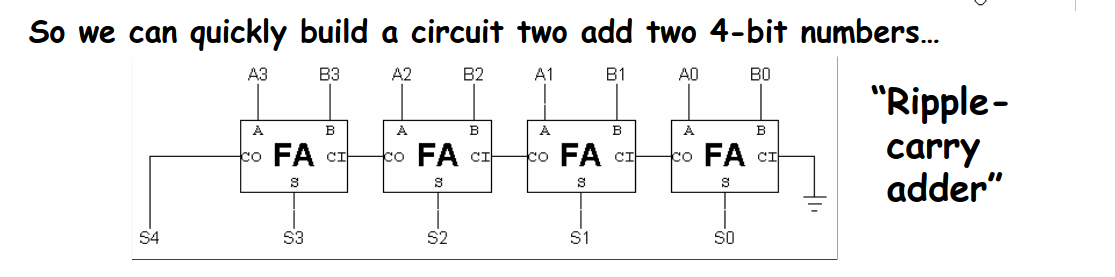 So we can quickly build a circuit two add two 4-bit numbers...
A3 B3 A2 B2 A1 B1 A0 B0
A B A B A B A B
CO FA CI CO FA CI CO FA CI CO FA CI
S S S S
S4 S3 S2 S1 S0
“Ripple-
carry
adder”